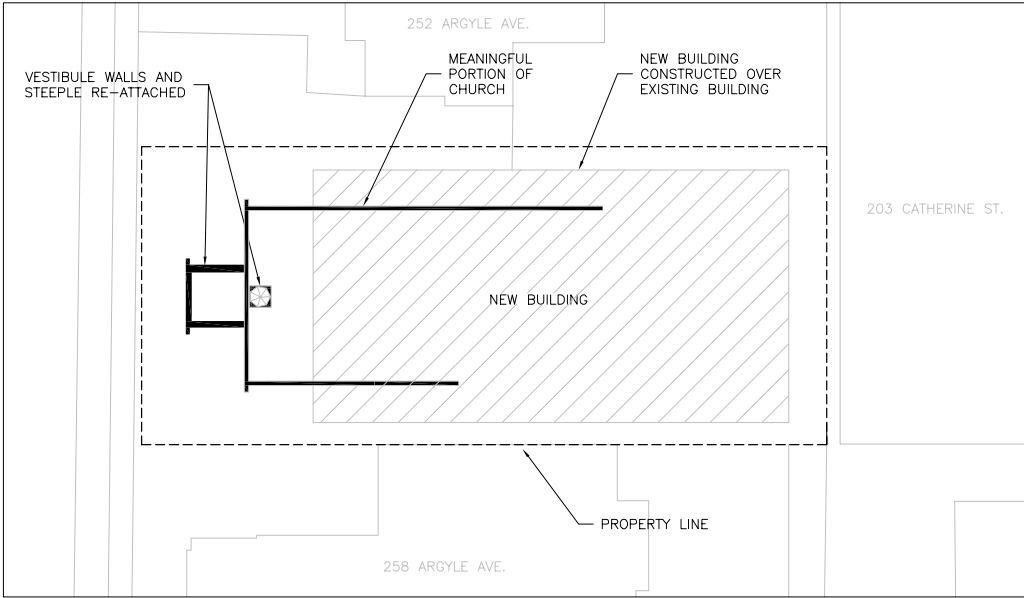 252 ARGYLE AVE.
VESTIBULE WALLS AND
STEEPLE RE-ATTACHED
MEANINGFUL
PORTION OF
CHURCH
NEW BUILDING
CONSTRUCTED OVER
EXISTING BUILDING
203 CATHERINE ST.
NEW BUILDING
PROPERTY LINE
258 ARGYLE AVE.